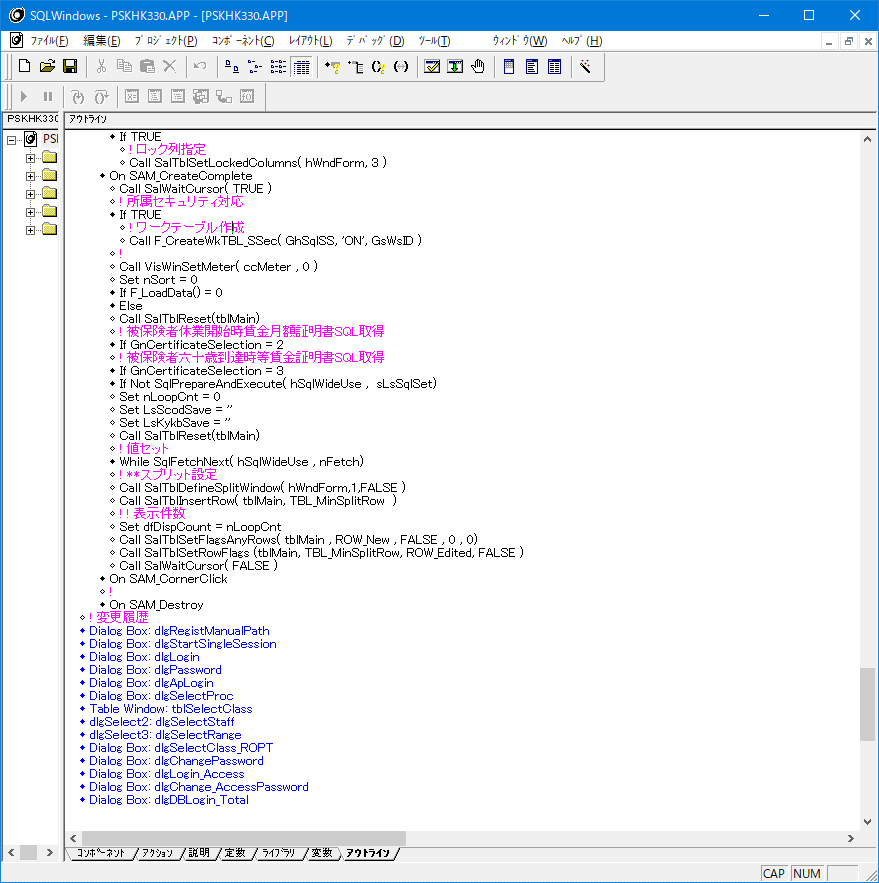 SQLWindows - PSKHK330.APP - [PSKHK330.APP]
ファイル(F) 編集(E) プロジェクト(P) コンポーネント(C) レイアウト(L) デバッグ(D) ツール(T) ウィンドウ(W) ヘルプ(H)
PSKHK330 アウトライン
PSI
If TRUE
! ロック列指定
Call SalTblSetLockedColumns( hWndForm, 3 )
On SAM_CreateComplete
Call SalWaitCursor( TRUE )
! 所属セキュリティ対応
If TRUE
! ワークテーブル作成
Call F_CreateWkTBL_SSec( GhSqlSS, 'ON', GsWsID )
!
Call VisWinSetMeter( ccMeter , 0 )
Set nSort = 0
If F_LoadData() = 0
Else
Call SalTblReset(tblMain)
! 被保険者休業開始時賃金月額証明書SQL取得
If GnCertificateSelection = 2
! 被保険者六十歳到達時等賃金証明書SQL取得
If GnCertificateSelection = 3
If Not SqlPrepareAndExecute( hSqlWideUse , sLsSqlSet)
Set nLoopCnt = 0
Set LsScodSave = ''
Set LsKykbSave = ''
Call SalTblReset(tblMain)
! 値セット
While SqlFetchNext( hSqlWideUse , nFetch)
! **スプリット設定
Call SalTblDefineSplitWindow( hWndForm,1,FALSE )
Call SalTblInsertRow( tblMain, TBL_MinSplitRow )
! ! 表示件数
Set dfDispCount = nLoopCnt
Call SalTblSetFlagsAnyRows( tblMain , ROW_New , FALSE , 0 , 0)
Call SalTblSetRowFlags (tblMain, TBL_MinSplitRow, ROW_Edited, FALSE )
Call SalWaitCursor( FALSE )
On SAM_CornerClick
!
On SAM_Destroy
! 変更履歴
Dialog Box: dlgRegistManualPath
Dialog Box: dlgStartSingleSession
Dialog Box: dlgLogin
Dialog Box: dlgPassword
Dialog Box: dlgApLogin
Dialog Box: dlgSelectProc
Table Window: tblSelectClass
dlgSelect2: dlgSelectStaff
dlgSelect3: dlgSelectRange
Dialog Box: dlgSelectClass_ROPT
Dialog Box: dlgChangePassword
Dialog Box: dlgLogin_Access
Dialog Box: dlgChange_AccessPassword
Dialog Box: dlgDBLogin_Total
コンポーネント アクション 説明 定数 ライブラリ 変数 アウトライン
CAP NUM